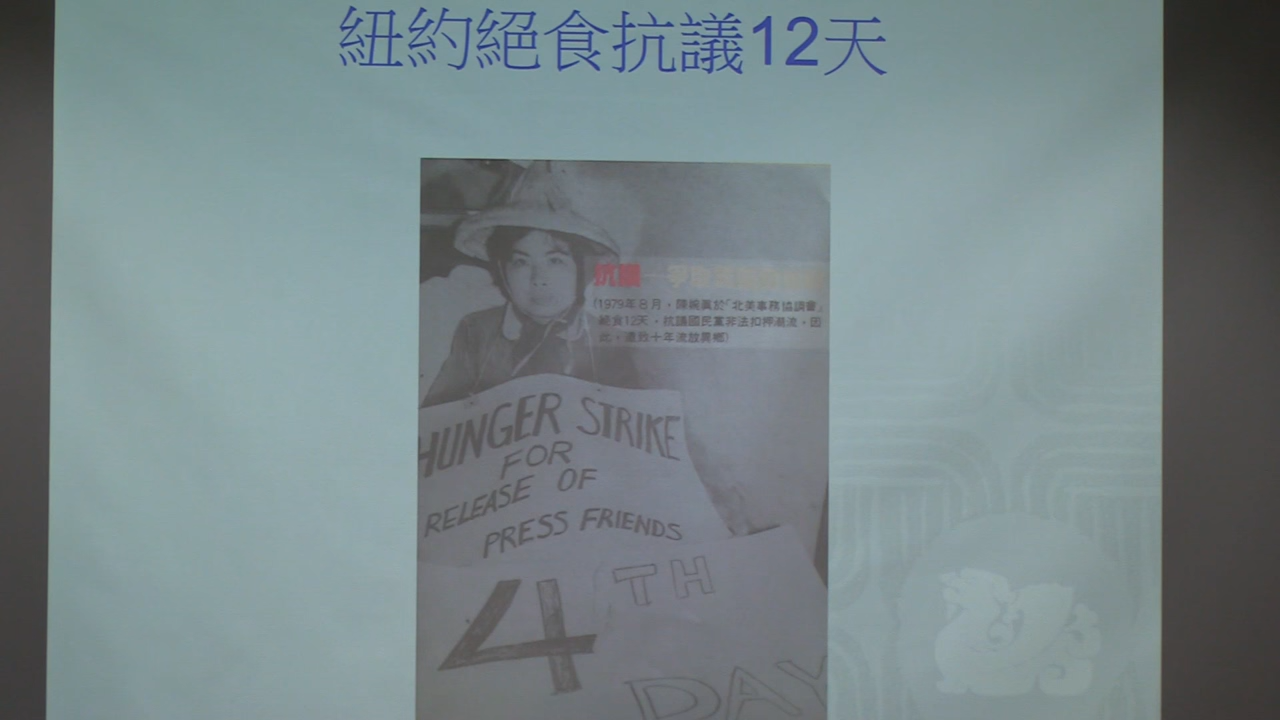 紐約絕食抗議12天
抗議
(1979年8月,陳婉真於「北美事務協調會」
絕食12天,抗議國民黨非法扣押潮流,因
此,遭致十年流放異鄉)
HUNGER STRIKE
FOR
RELEASE OF
PRESS FRIENDS
4TH
DAY